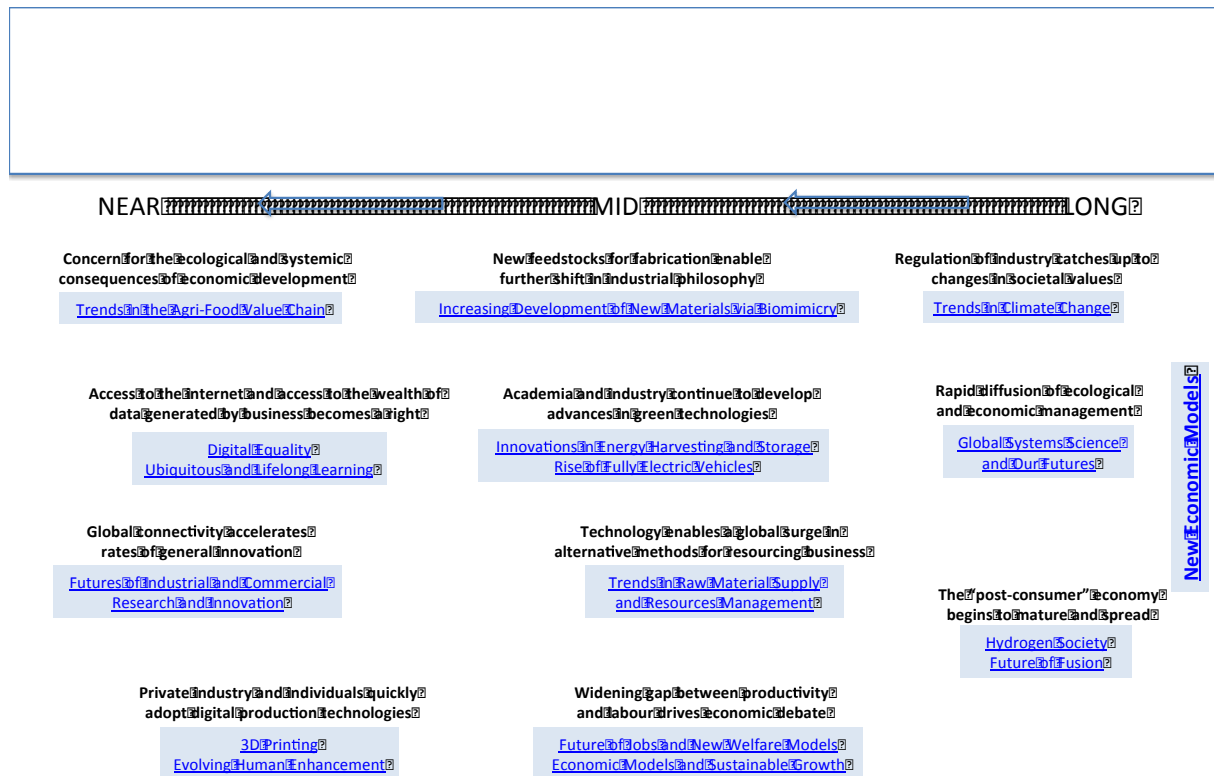 NEAR MID LONG
Concern for the ecological and systemic
consequences of economic development
Trends in the Agri-Food Value Chain
New feedstocks for fabrication enable
further shift in industrial philosophy
Increasing Development of New Materials via Biomimicry
Regulation of industry catches up to
changes in societal values
Trends in Climate Change
Access to the internet and access to the wealth of
data generated by business becomes a right
Digital Equality
Ubiquitous and Lifelong Learning
Academia and industry continue to develop
advances in green technologies
Innovations in Energy Harvesting and Storage
Rise of Fully Electric Vehicles
Rapid diffusion of ecological
and economic management
Global Systems Science
and Our Futures
New Economic Models
Global connectivity accelerates
rates of general innovation
Futures of Industrial and Commercial
Research and Innovation
Technology enables a global surge in
alternative methods for resourcing business
Trends in Raw Material Supply
and Resources Management
The "post-consumer" economy
begins to mature and spread
Hydrogen Society
Future of Fusion
Private industry and individuals quickly
adopt digital production technologies
3D Printing
Evolving Human Enhancement
Widening gap between productivity
and labour drives economic debate
Future of Jobs and New Welfare Models
Economic Models and Sustainable Growth